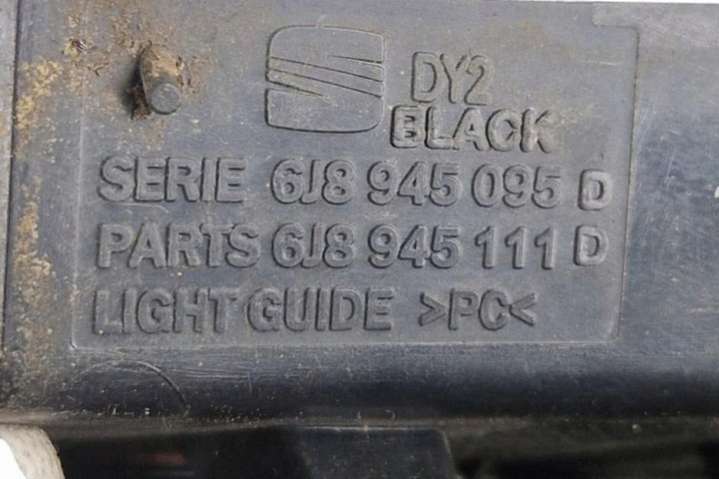 DY2
BLACK
SERIE 6J8 945 095 D
PARTS 6J8 945 111 D
LIGHT GUIDE >PC<